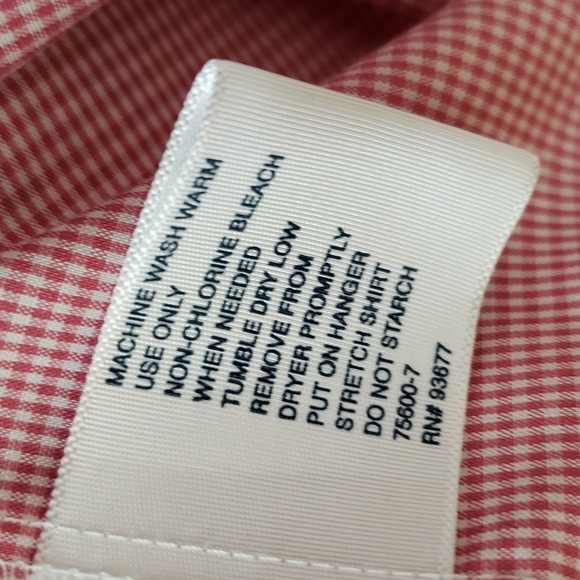 MACHINE WASH WARM
USE ONLY
NON-CHLORINE BLEACH
WHEN NEEDED
TUMBLE DRY LOW
REMOVE FROM
DRYER PROMPTLY
PUT ON HANGER
STRETCH SHIRT
DO NOT STARCH
75600-7
RN# 93677